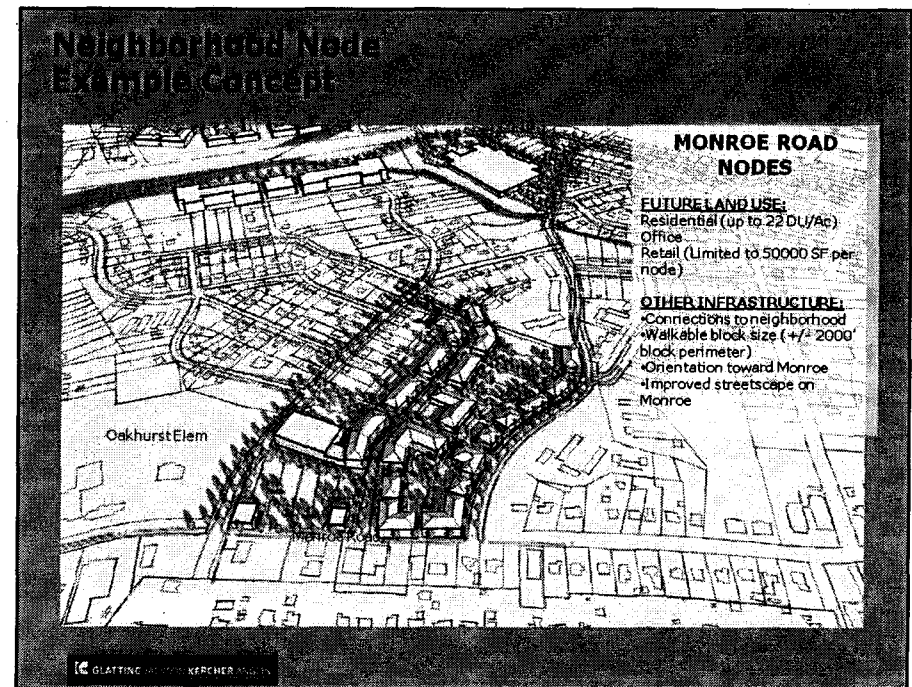 Neighborhood Node
Example Concept
MONROE ROAD
NODES
FUTURE LAND USE:
Residential (up to 22 DU/Ac)
Office
Retail (Limited to 50000 SF per
node)
OTHER INFRASTRUCTURE:
•Connections to neighborhood
•Walkable block size (+/- 2000'
block perimeter)
•Orientation toward Monroe
•Improved streetscape on
Monroe
Oakhurst Elem
Monroe Road
GLATTING KERCHER